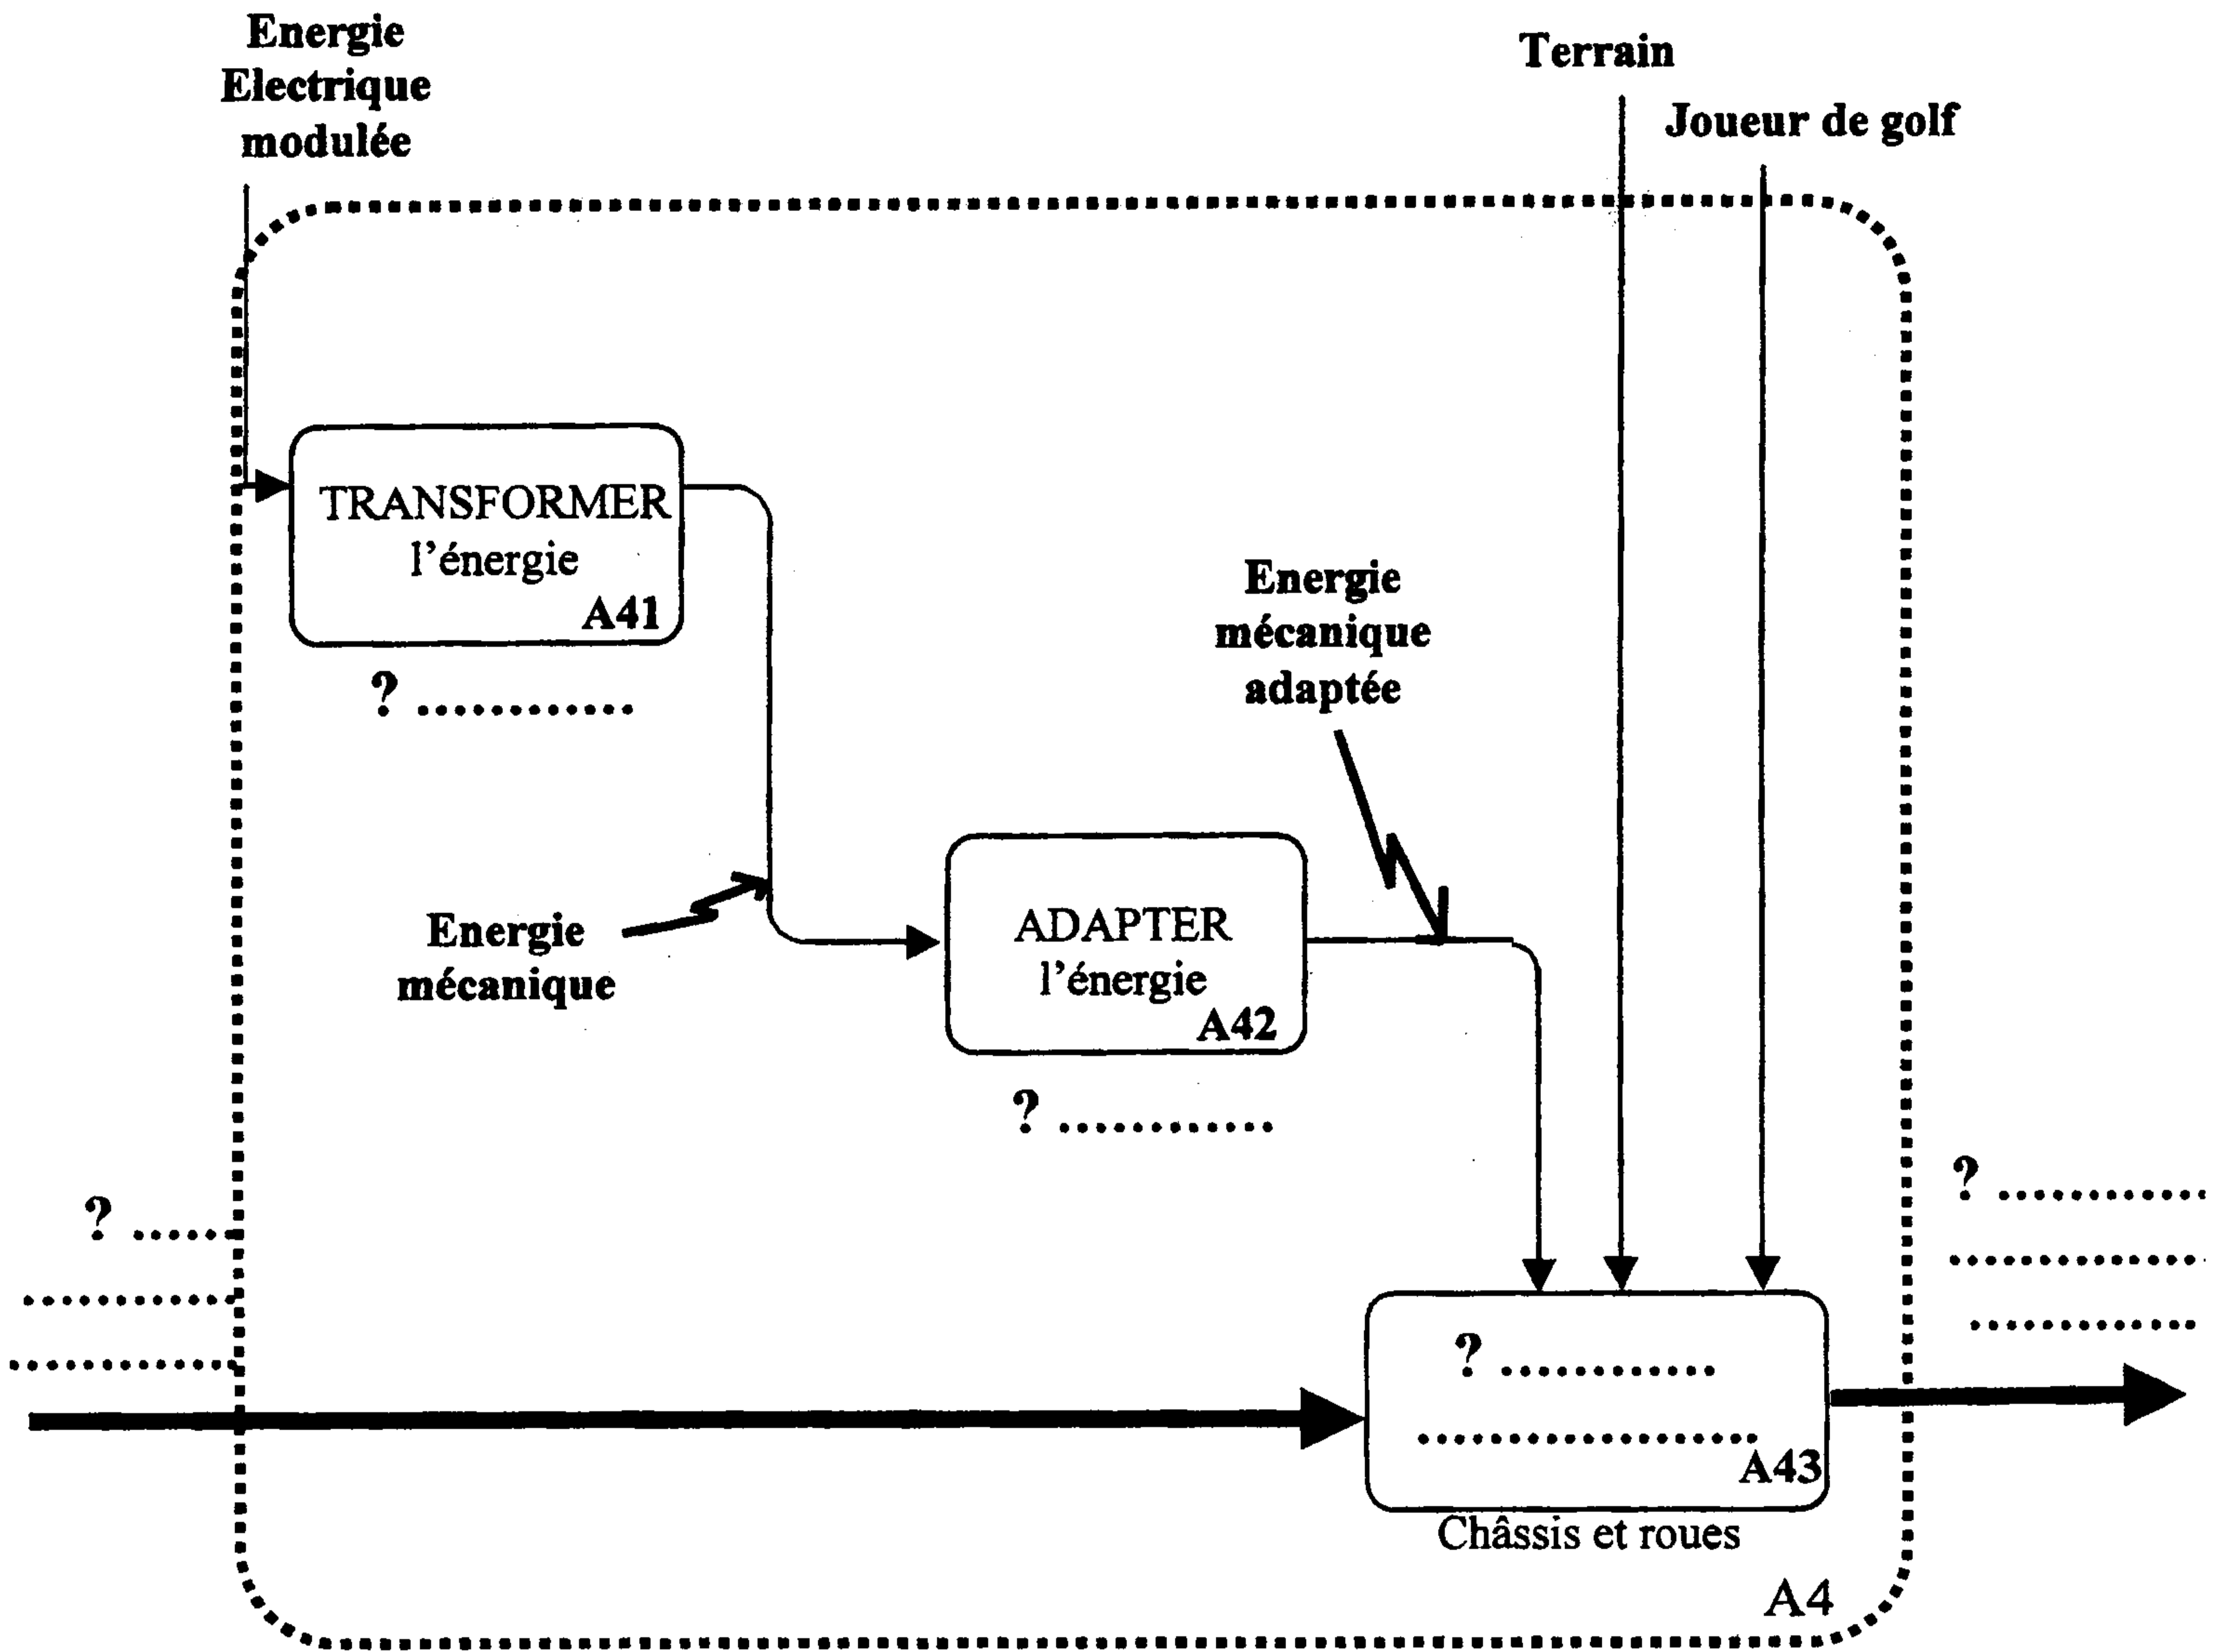 Energie
Electrique
modulée
Terrain
Joueur de golf
TRANSFORMER
l'énergie
A41
? ............
Energie
mécanique
adaptée
Energie
mécanique
ADAPTER
l'énergie
A42
? ............
? ......
............
.............
? ............
..............
.............
? ............
...................
A43
Châssis et roues
A4